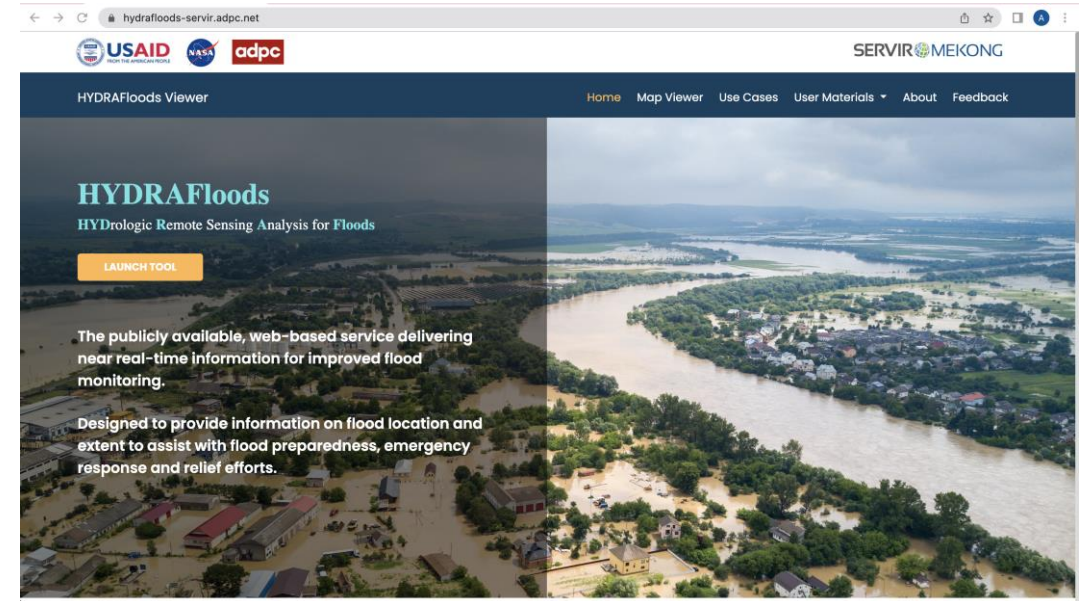 hydrafloods-servir.adpc.net
A
USAID
FROM THE AMERICAN PEOPLE
NASA
adpc
SERVIR MEKONG
HYDRAFloods Viewer
Home Map Viewer Use Cases User Materials About Feedback
HYDRAFloods
HYDrologic Remote Sensing Analysis for Floods
LAUNCH TOOL
The publicly available, web-based service delivering
near real-time information for improved flood
monitoring.
Designed to provide information on flood location and
extent to assist with flood preparedness, emergency
response and relief efforts.